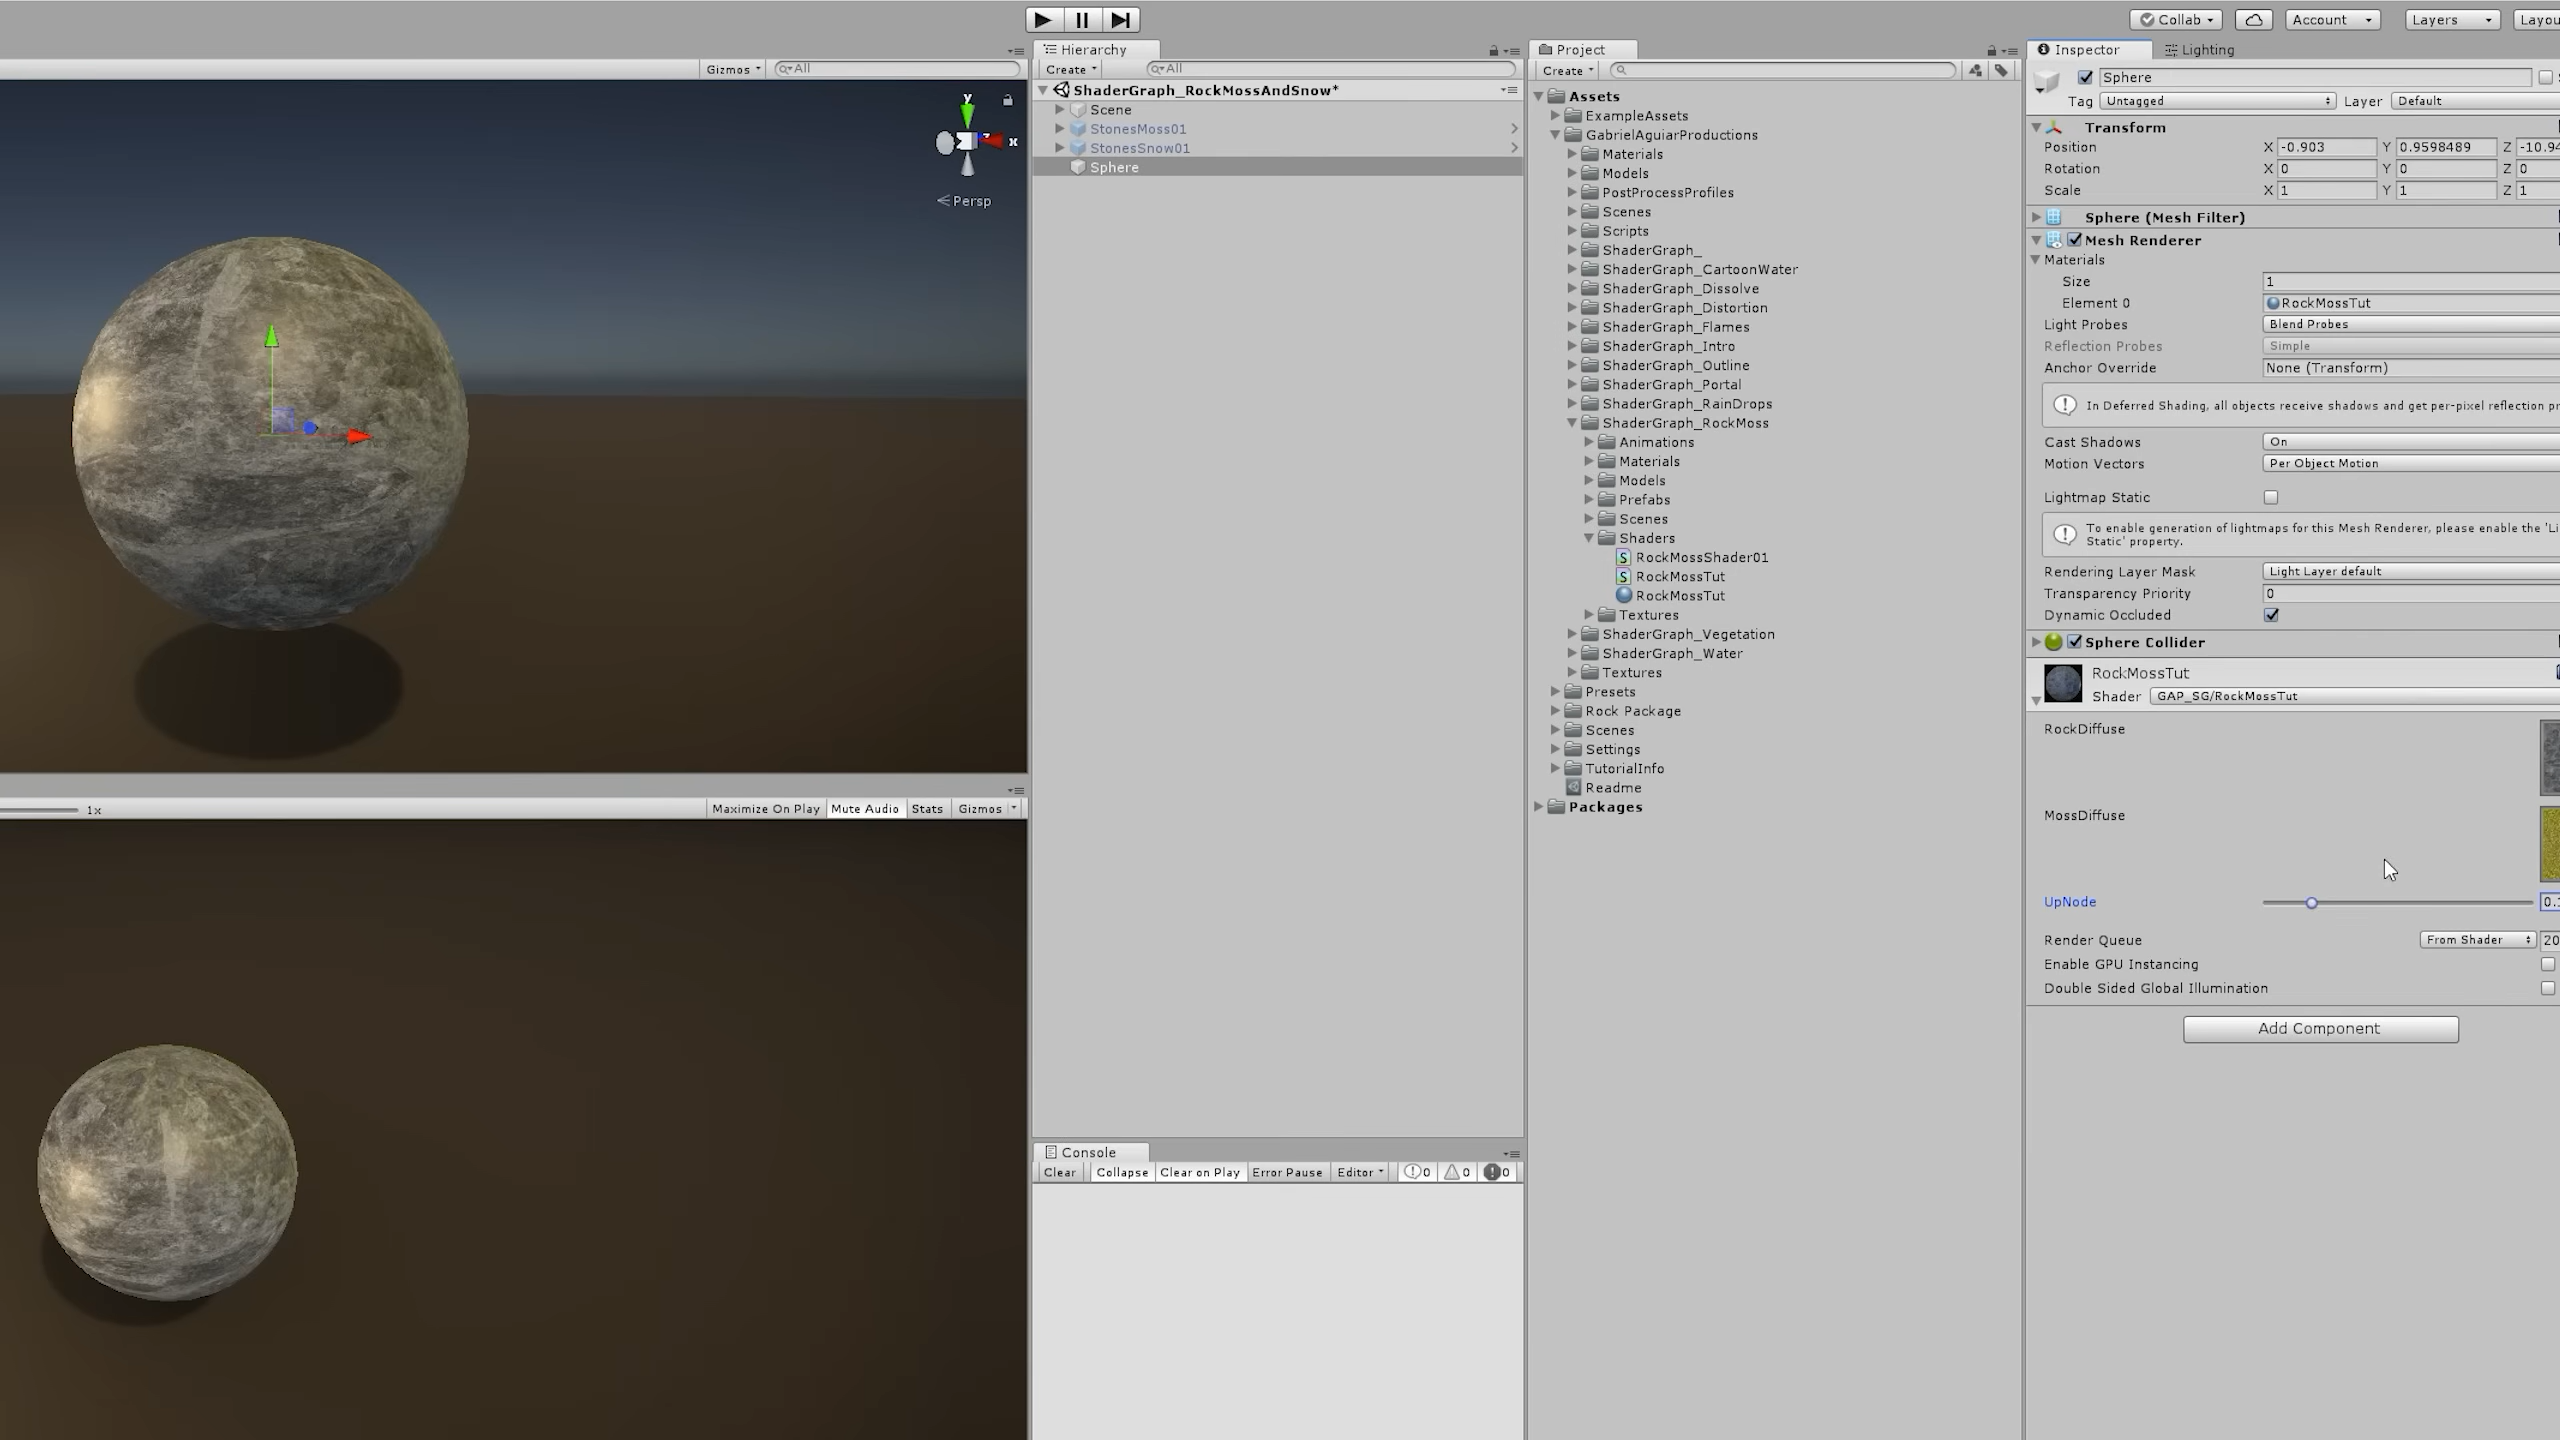 Collab
Account
Layers
Layou
Gizmos
All
y
x
Persp
1x
Maximize On Play
Mute Audio
Stats
Gizmos
Hierarchy
Create
All
ShaderGraph_RockMossAndSnow*
Scene
StonesMoss01
StonesSnow01
Sphere
Console
Clear
Collapse
Clear on Play
Error Pause
Editor
0
0
0
Project
Create
Assets
ExampleAssets
GabrielAguiarProductions
Materials
Models
PostProcessProfiles
Scenes
Scripts
ShaderGraph_
ShaderGraph_CartoonWater
ShaderGraph_Dissolve
ShaderGraph_Distortion
ShaderGraph_Flames
ShaderGraph_Intro
ShaderGraph_Outline
ShaderGraph_Portal
ShaderGraph_RainDrops
ShaderGraph_RockMoss
Animations
Materials
Models
Prefabs
Scenes
Shaders
RockMossShader01
RockMossTut
RockMossTut
Textures
ShaderGraph_Vegetation
ShaderGraph_Water
Textures
Presets
Rock Package
Scenes
Settings
TutorialInfo
Readme
Packages
Inspector
Lighting
Sphere
Tag Untagged Layer Default
Transform
Position X -0.903 Y 0.9598489 Z -10.94
Rotation X 0 Y 0 Z 0
Scale X 1 Y 1 Z 1
Sphere (Mesh Filter)
Mesh Renderer
Materials
Size 1
Element 0 RockMossTut
Light Probes Blend Probes
Reflection Probes Simple
Anchor Override None (Transform)
In Deferred Shading, all objects receive shadows and get per-pixel reflection pr
Cast Shadows On
Motion Vectors Per Object Motion
Lightmap Static
To enable generation of lightmaps for this Mesh Renderer, please enable the 'Li
Static' property.
Rendering Layer Mask Light Layer default
Transparency Priority 0
Dynamic Occluded
Sphere Collider
RockMossTut
Shader GAP_SG/RockMossTut
RockDiffuse
MossDiffuse
UpNode
Render Queue From Shader 20
Enable GPU Instancing
Double Sided Global Illumination
Add Component